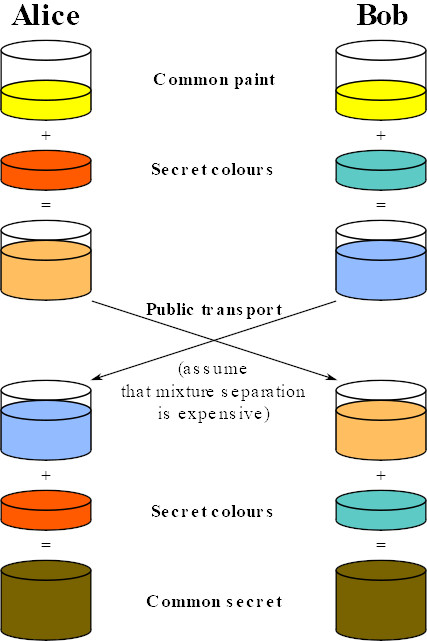 Alice Bob
Common paint
+ +
Secret colours
= =
Public transport
(assume
that mixture separation
is expensive)
+ +
Secret colours
= =
Common secret